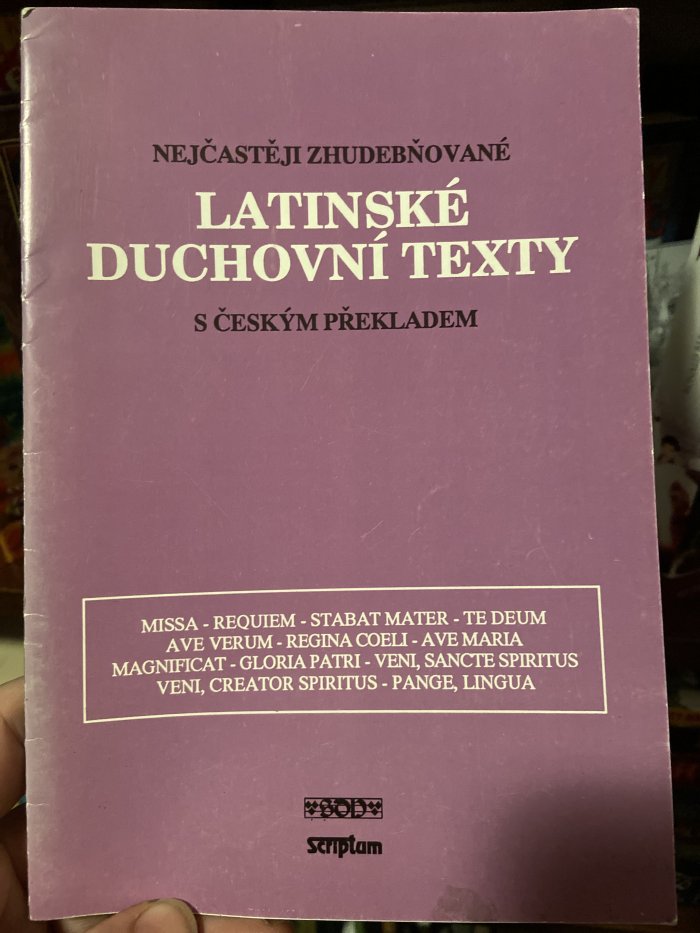 NEJČASTĚJI ZHUDEBŇOVANÉ
LATINSKÉ
DUCHOVNÍ TEXTY
S ČESKÝM PŘEKLADEM
MISSA - REQUIEM - STABAT MATER - TE DEUM
AVE VERUM - REGINA COELI - AVE MARIA
MAGNIFICAT - GLORIA PATRI - VENI, SANCTE SPIRITUS
VENI, CREATOR SPIRITUS - PANGE, LINGUA
scriptum